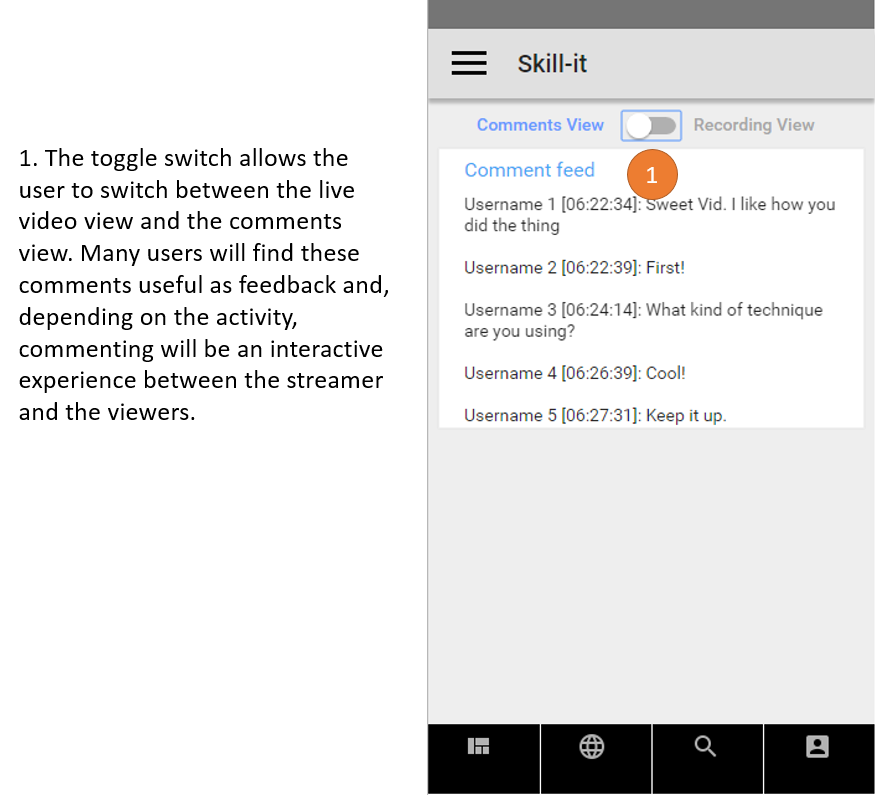 1. The toggle switch allows the
user to switch between the live
video view and the comments
view. Many users will find these
comments useful as feedback and,
depending on the activity,
commenting will be an interactive
experience between the streamer
and the viewers.
Skill-it
Comments View
Recording View
Comment feed
1
Username 1 [06:22:34]: Sweet Vid. I like how you
did the thing
Username 2 [06:22:39]: First!
Username 3 [06:24:14]: What kind of technique
are you using?
Username 4 [06:26:39]: Cool!
Username 5 [06:27:31]: Keep it up.